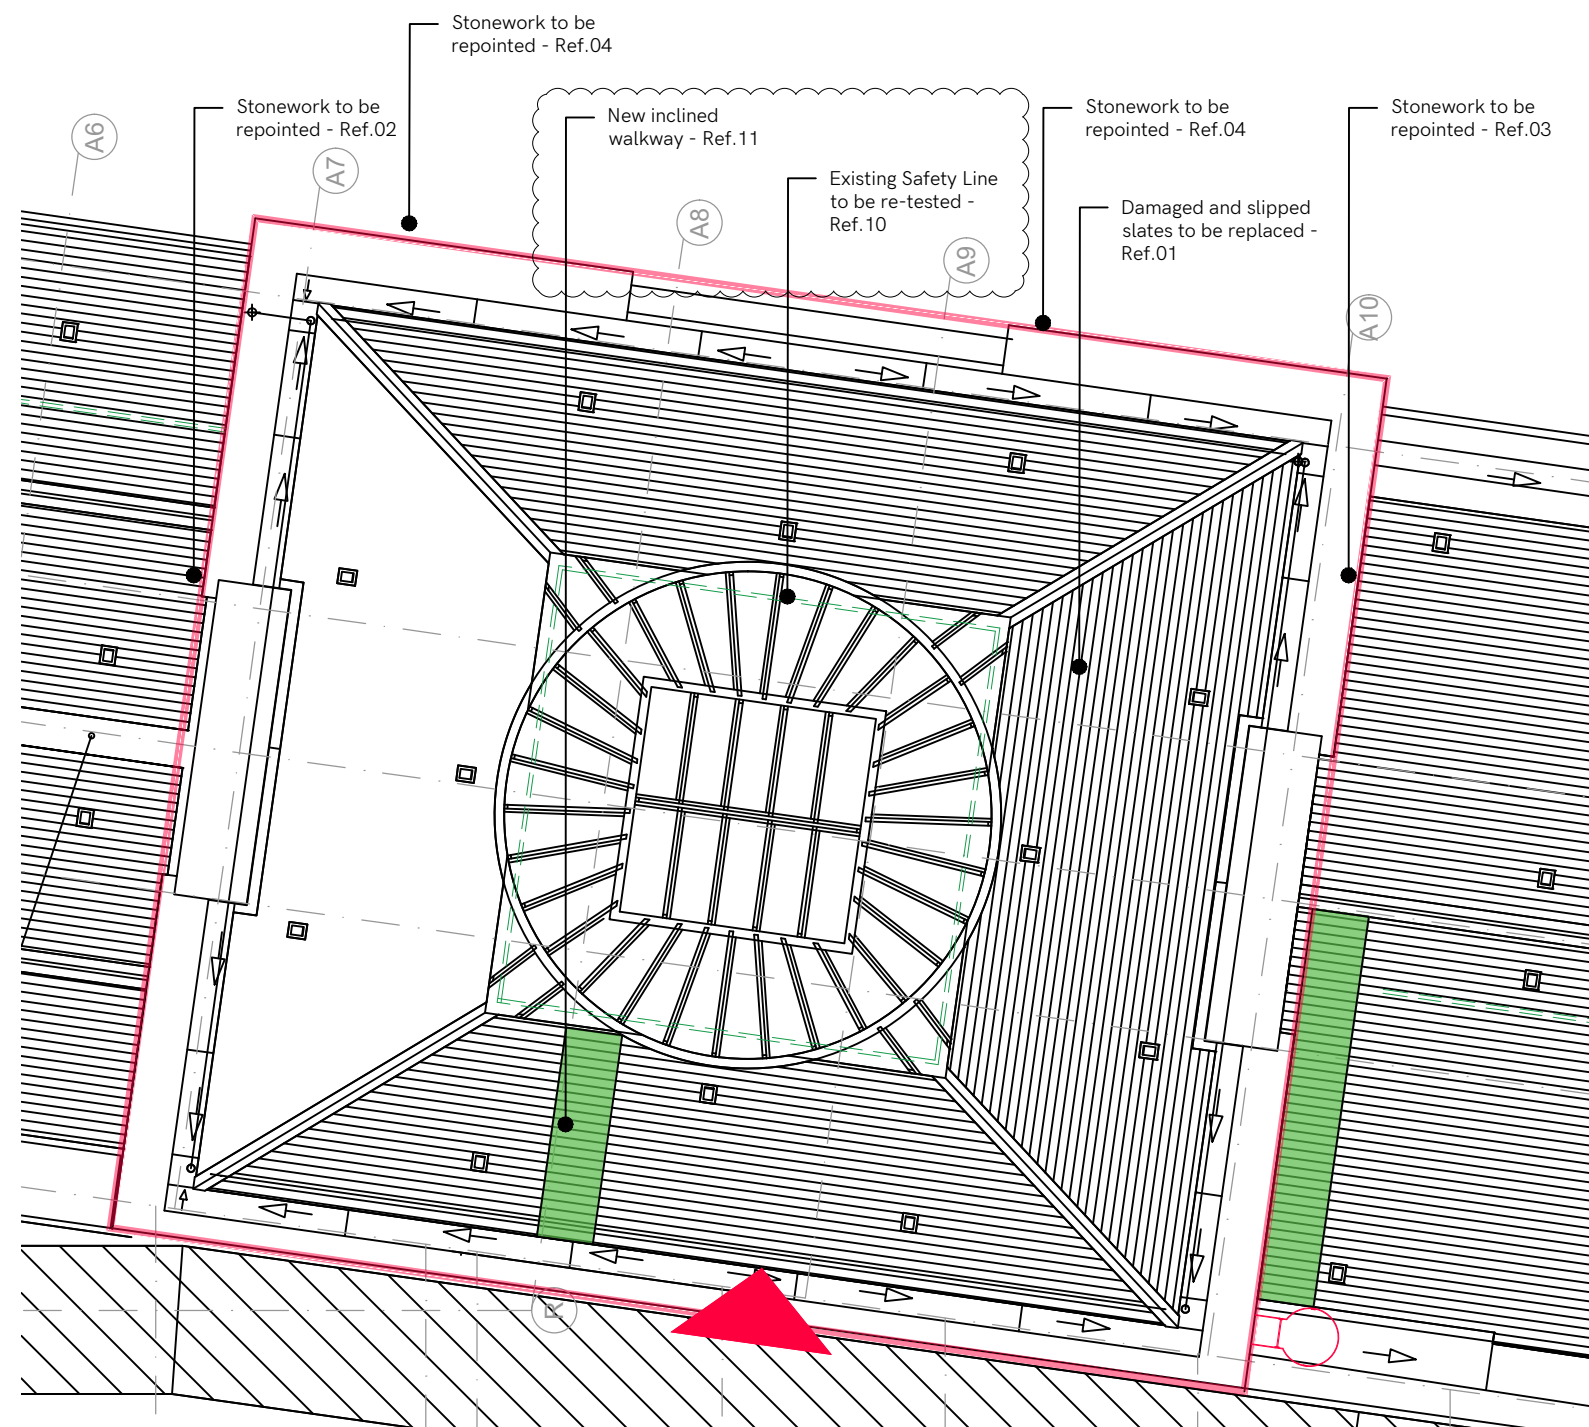 Stonework to be
repointed - Ref.04
Stonework to be
repointed - Ref.02
New inclined
walkway - Ref.11
Existing Safety Line
to be re-tested -
Ref.10
Stonework to be
repointed - Ref.04
Damaged and slipped
slates to be replaced -
Ref.01
Stonework to be
repointed - Ref.03
A6
A7
A8
A9
A10
R